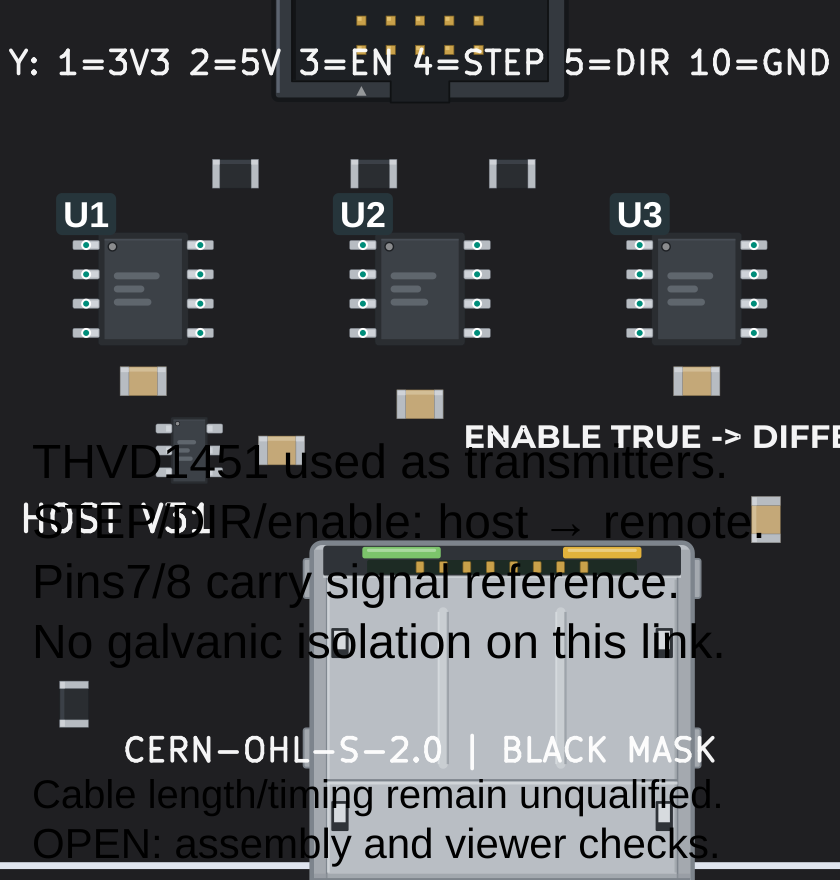 Y: 1=3V3 2=5V 3=EN 4=STEP 5=DIR 10=GND
U1 U2 U3
ENABLE TRUE -> DIFFE
THVD1451 used as transmitters.
HOST V51
STEP/DIR/enable: host → remote.
Pins7/8 carry signal reference.
No galvanic isolation on this link.
CERN-OHL-S-2.0 | BLACK MASK
Cable length/timing remain unqualified.
OPEN: assembly and viewer checks.